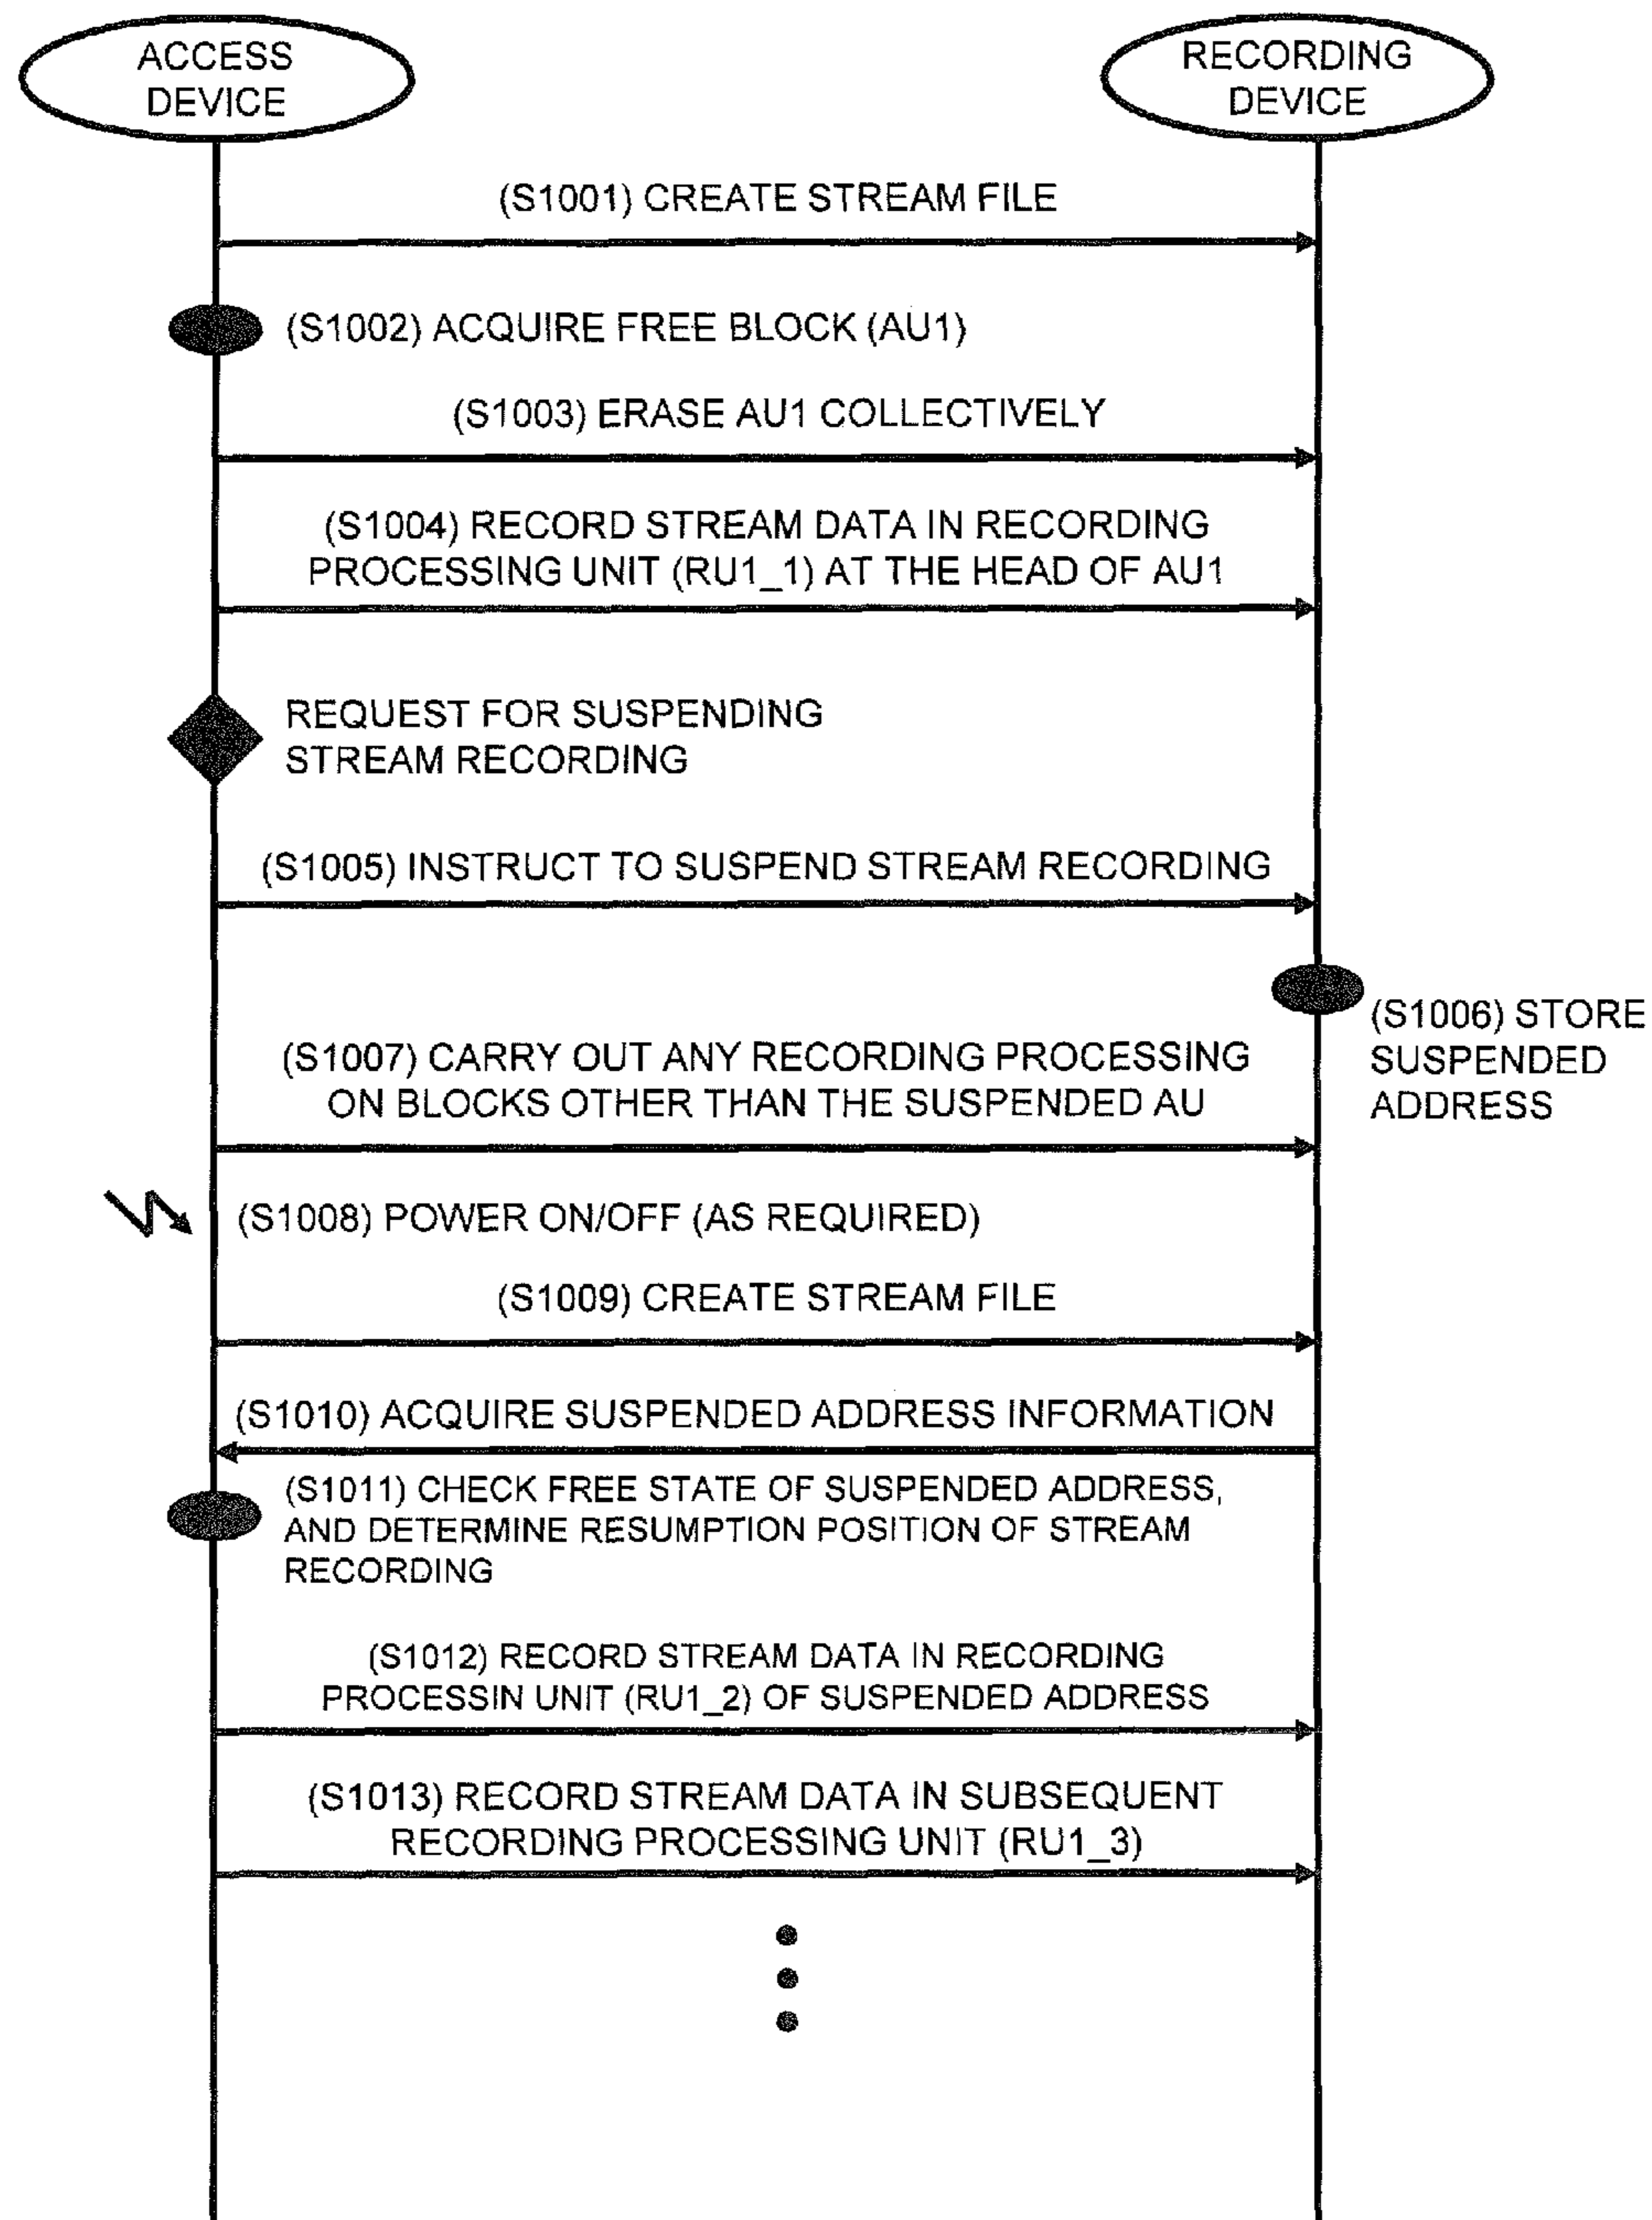 ACCESS
DEVICE
RECORDING
DEVICE
(S1001) CREATE STREAM FILE
(S1002) ACQUIRE FREE BLOCK (AU1)
(S1003) ERASE AU1 COLLECTIVELY
(S1004) RECORD STREAM DATA IN RECORDING
PROCESSING UNIT (RU1_1) AT THE HEAD OF AU1
REQUEST FOR SUSPENDING
STREAM RECORDING
(S1005) INSTRUCT TO SUSPEND STREAM RECORDING
(S1006) STORE
SUSPENDED
ADDRESS
(S1007) CARRY OUT ANY RECORDING PROCESSING
ON BLOCKS OTHER THAN THE SUSPENDED AU
(S1008) POWER ON/OFF (AS REQUIRED)
(S1009) CREATE STREAM FILE
(S1010) ACQUIRE SUSPENDED ADDRESS INFORMATION
(S1011) CHECK FREE STATE OF SUSPENDED ADDRESS,
AND DETERMINE RESUMPTION POSITION OF STREAM
RECORDING
(S1012) RECORD STREAM DATA IN RECORDING
PROCESSIN UNIT (RU1_2) OF SUSPENDED ADDRESS
(S1013) RECORD STREAM DATA IN SUBSEQUENT
RECORDING PROCESSING UNIT (RU1_3)